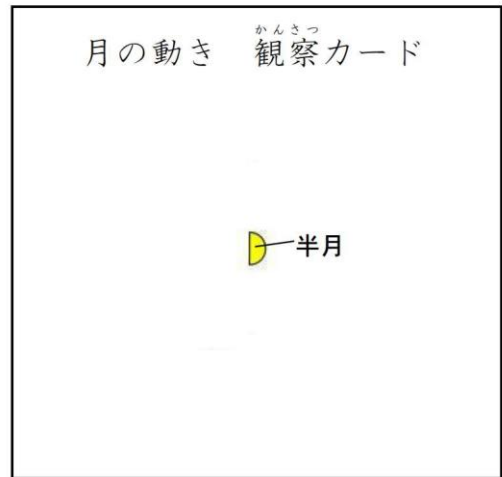 月の動き　観察カード
かんさつ
半月